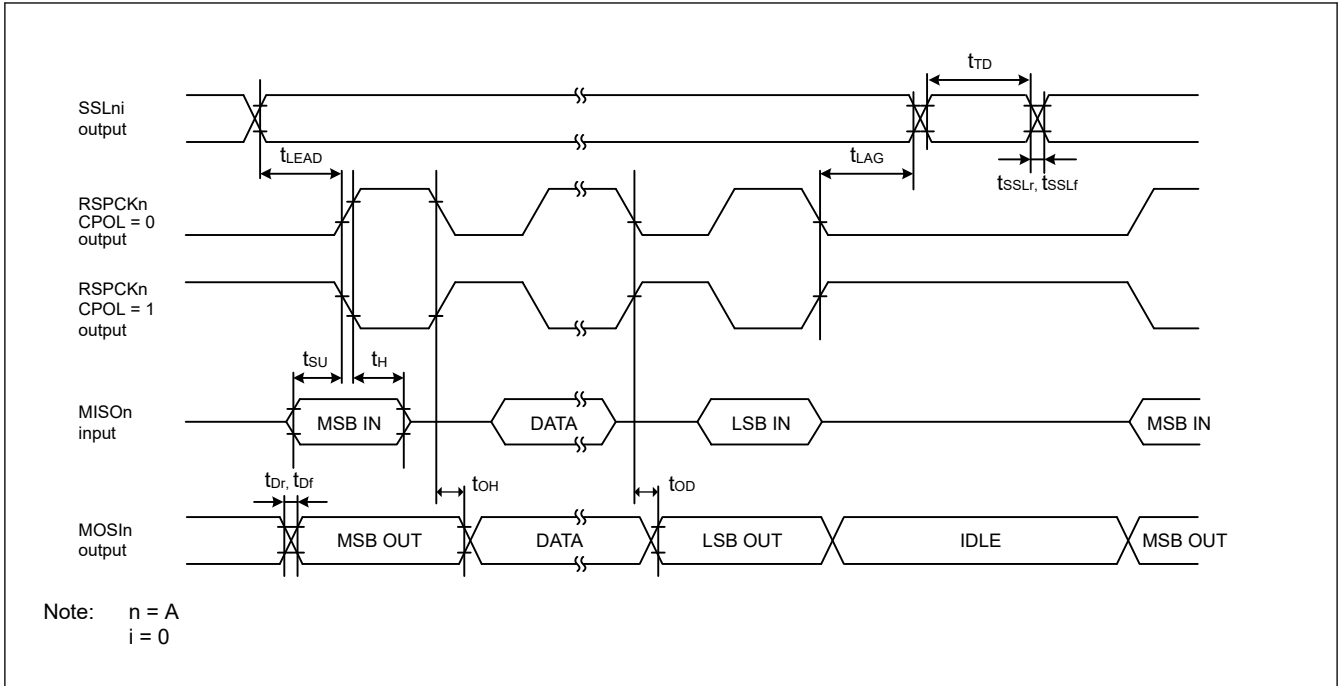 tTD
SSLni
output
tLEAD
tLAG
tSSLr, tSSLf
RSPCKn
CPOL = 0
output
RSPCKn
CPOL = 1
output
tSU
tH
MISOn
input
MSB IN
DATA
LSB IN
MSB IN
tDr, tDf
tOH
tOD
MOSIn
output
MSB OUT
DATA
LSB OUT
IDLE
MSB OUT
Note: n = A
i = 0